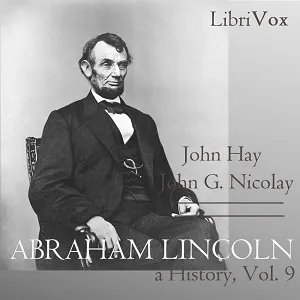 LibriVox
John Hay
John G. Nicolay
ABRAHAM LINCOLN
a History, Vol. 9